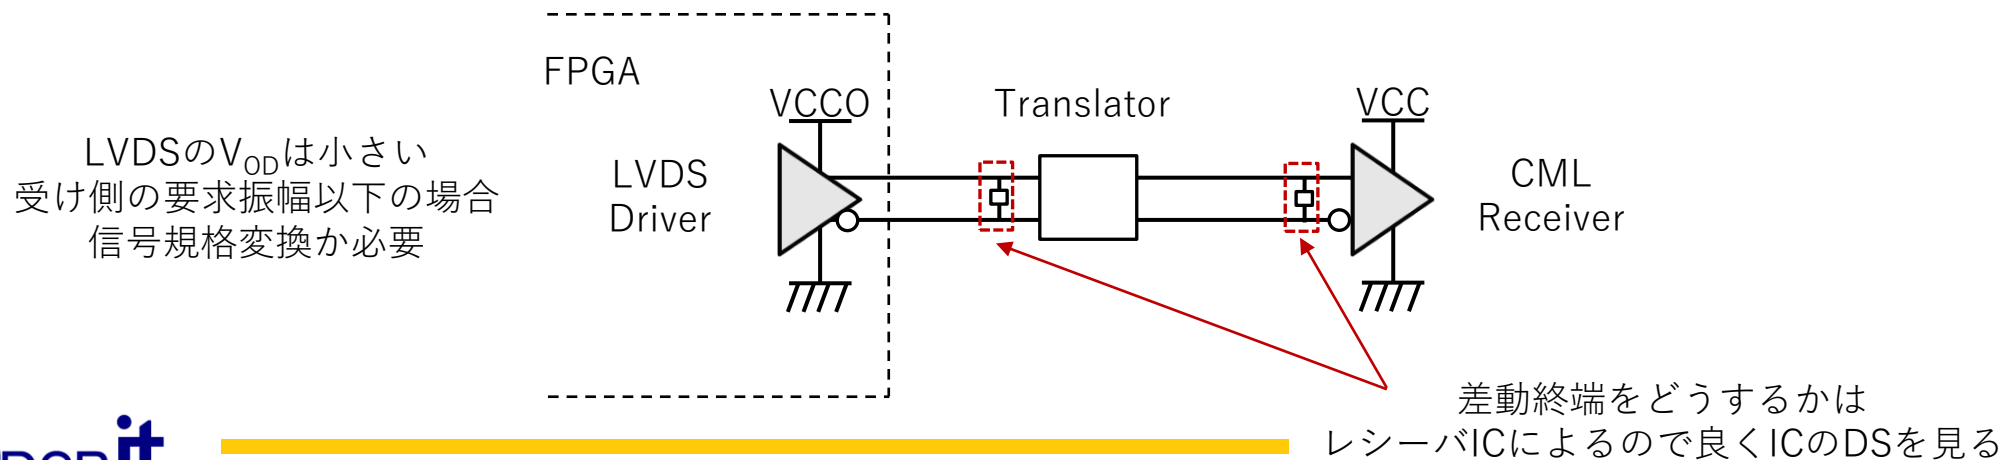 FPGA
VCCO
Translator
VCC
LVDSのVODは小さい
受け側の要求振幅以下の場合
信号規格変換か必要
LVDS
Driver
CML
Receiver
差動終端をどうするかは
レシーバICによるので良くICのDSを見る